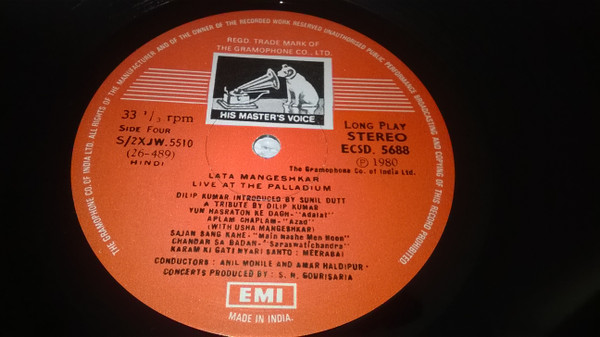 THE GRAMOPHONE CO. OF INDIA LTD. ALL RIGHTS OF THE MANUFACTURER AND OF THE OWNER OF THE RECORDED WORK RESERVED UNAUTHORISED PUBLIC PERFORMANCE BROADCASTING AND COPYING OF THIS RECORD PROHIBITED
REGD. TRADE MARK OF
THE GRAMOPHONE CO., LTD.
HIS MASTER'S VOICE
33 1/3 rpm
SIDE FOUR
S/2XJW.5510
(26-489)
HINDI
LONG PLAY
STEREO
ECSD. 5688
℗ 1980
The Gramophone Co. of India Ltd.
LATA MANGESHKAR
LIVE AT THE PALLADIUM
DILIP KUMAR INTRODUCED BY SUNIL DUTT
A TRIBUTE BY DILIP KUMAR
YUM HASRATON KE DAGH-"Adalat"
APLAM CHAPLAM-"Azad"
(WITH USHA MANGESHKAR)
SAJAN SANG KAHE-"Main Nashe Men Hoon"
CHANDAN SA BADAN-"Saraswatichandra"
KARAM KI GATI NYARI SANTO : MEERABAI
CONDUCTORS : ANIL MOHILE AND AMAR HALDIPUR
CONCERTS PRODUCED BY : S. N. GOURISARIA
EMI
MADE IN INDIA.